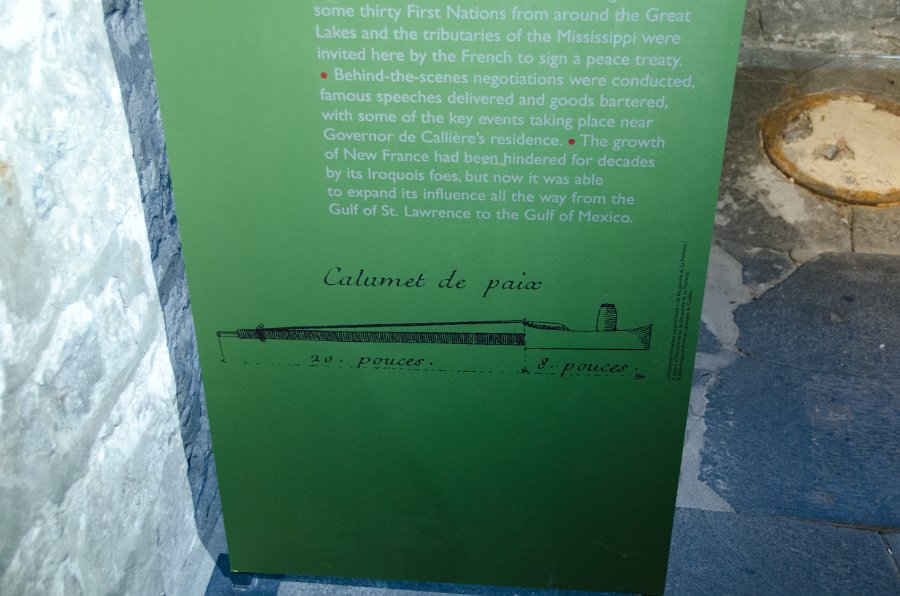 some thirty First Nations from around the Great
Lakes and the tributaries of the Mississippi were
invited here by the French to sign a peace treaty.
• Behind-the-scenes negotiations were conducted,
famous speeches delivered and goods bartered,
with some of the key events taking place near
Governor de Callière's residence. • The growth
of New France had been hindered for decades
by its Iroquois foes, but now it was able
to expand its influence all the way from the
Gulf of St. Lawrence to the Gulf of Mexico.
Calumet de paix
20. pouces.
8. pouces.